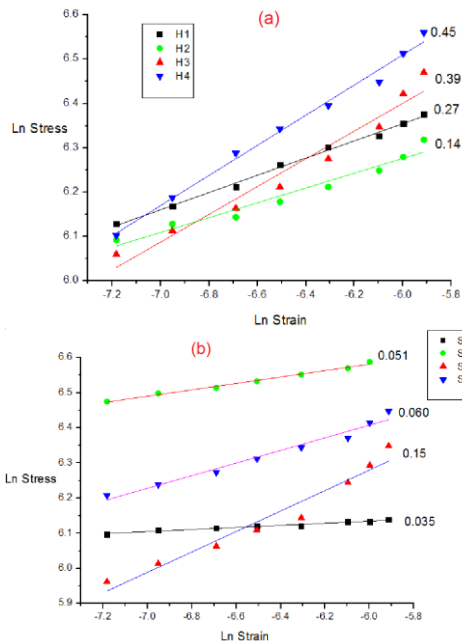 (a)
6.6
6.5
6.4
6.3
6.2
6.1
6.0
Ln Stress
H1
H2
H3
H4
0.45
0.39
0.27
0.14
-7.2
-7.0
-6.8
-6.6
-6.4
-6.2
-6.0
-5.8
Ln Strain
(b)
6.6
6.5
6.4
6.3
6.2
6.1
6.0
5.9
Ln Stress
S
S
S
S
0.051
0.060
0.15
0.035
-7.2
-7.0
-6.8
-6.6
-6.4
-6.2
-6.0
-5.8
Ln Strain